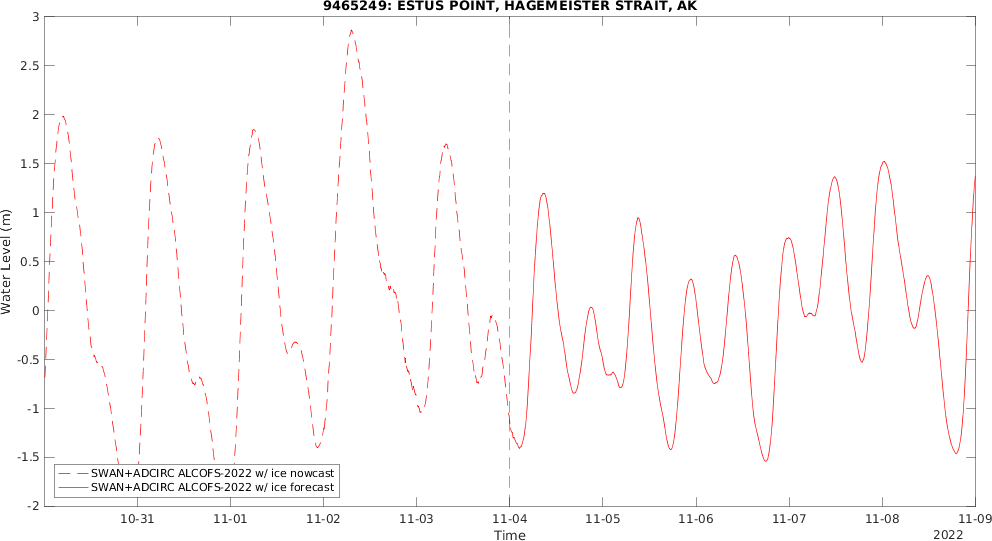 9465249: ESTUS POINT, HAGEMEISTER STRAIT, AK
3
2.5
2
1.5
1
0.5
0
-0.5
-1
-1.5
-2
Water Level (m)
SWAN+ADCIRC ALCOFS-2022 w/ ice nowcast
SWAN+ADCIRC ALCOFS-2022 w/ ice forecast
10-31 11-01 11-02 11-03 11-04 11-05 11-06 11-07 11-08 11-09
Time
2022